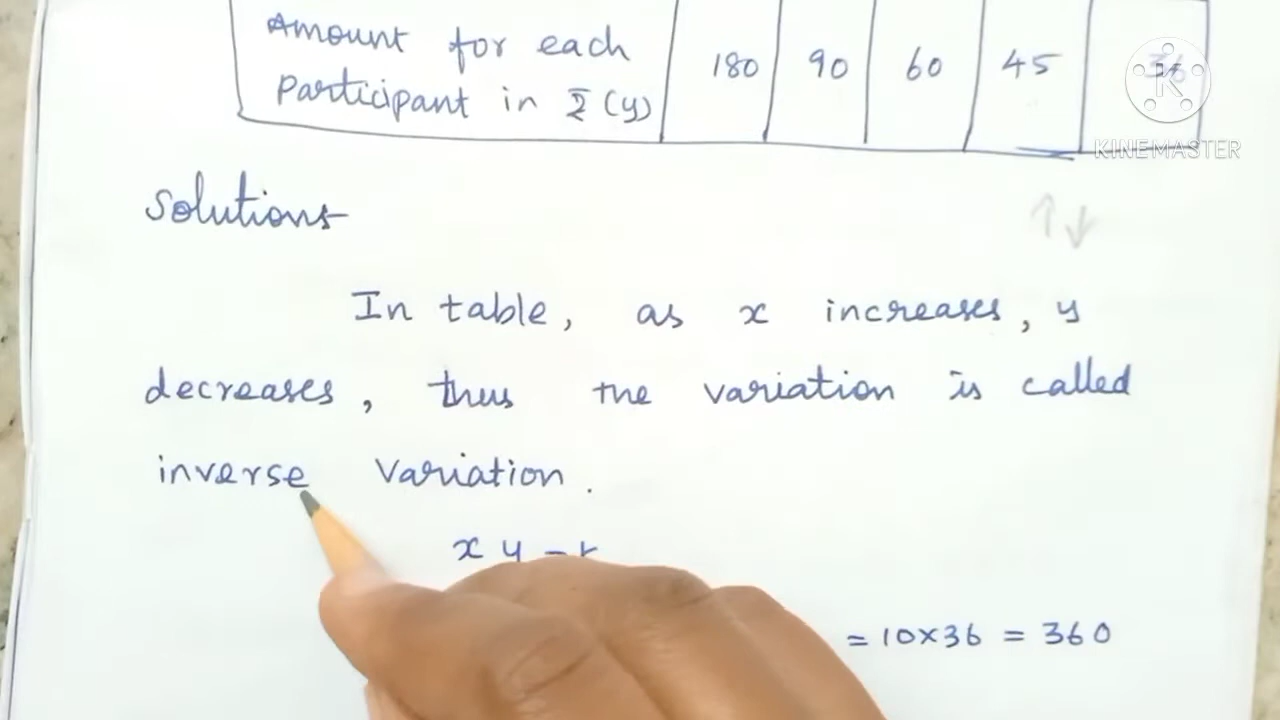 Amount for each
Participant in ₹ (y) 180 90 60 45 36
K
KINEMASTER
Solutions
In table, as x increases, y
decreases, thus the variation is called
inverse variation.
x y = k
= 10×36 = 360